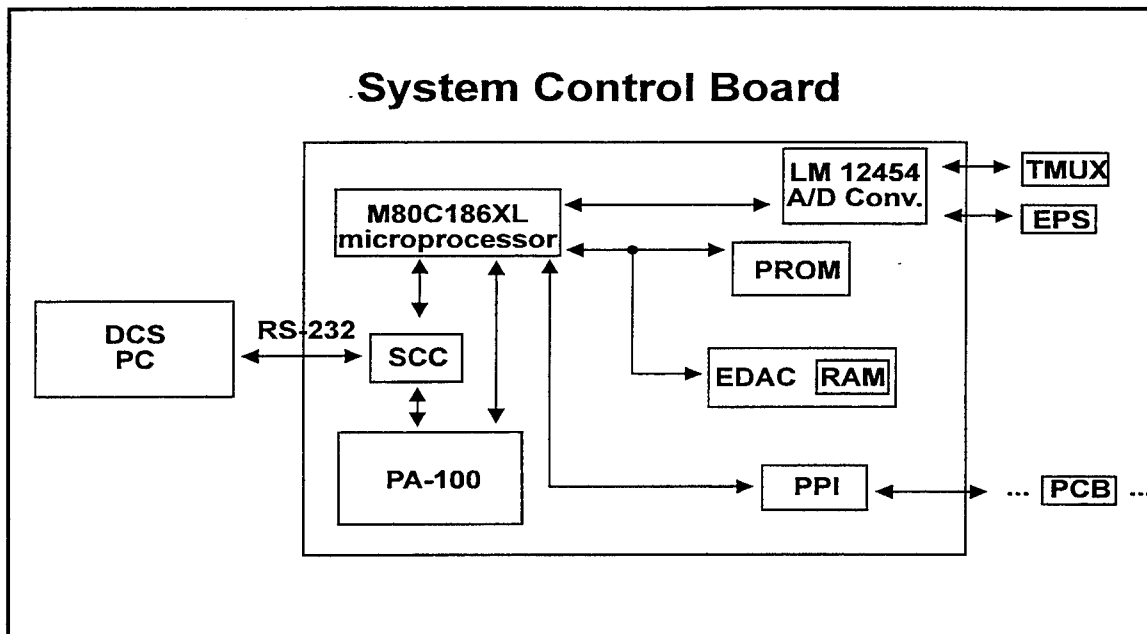 System Control Board
LM 12454
A/D Conv.
TMUX
EPS
M80C186XL
microprocessor
PROM
DCS
PC
RS-232
SCC
EDAC
RAM
PA-100
PPI
... PCB ...